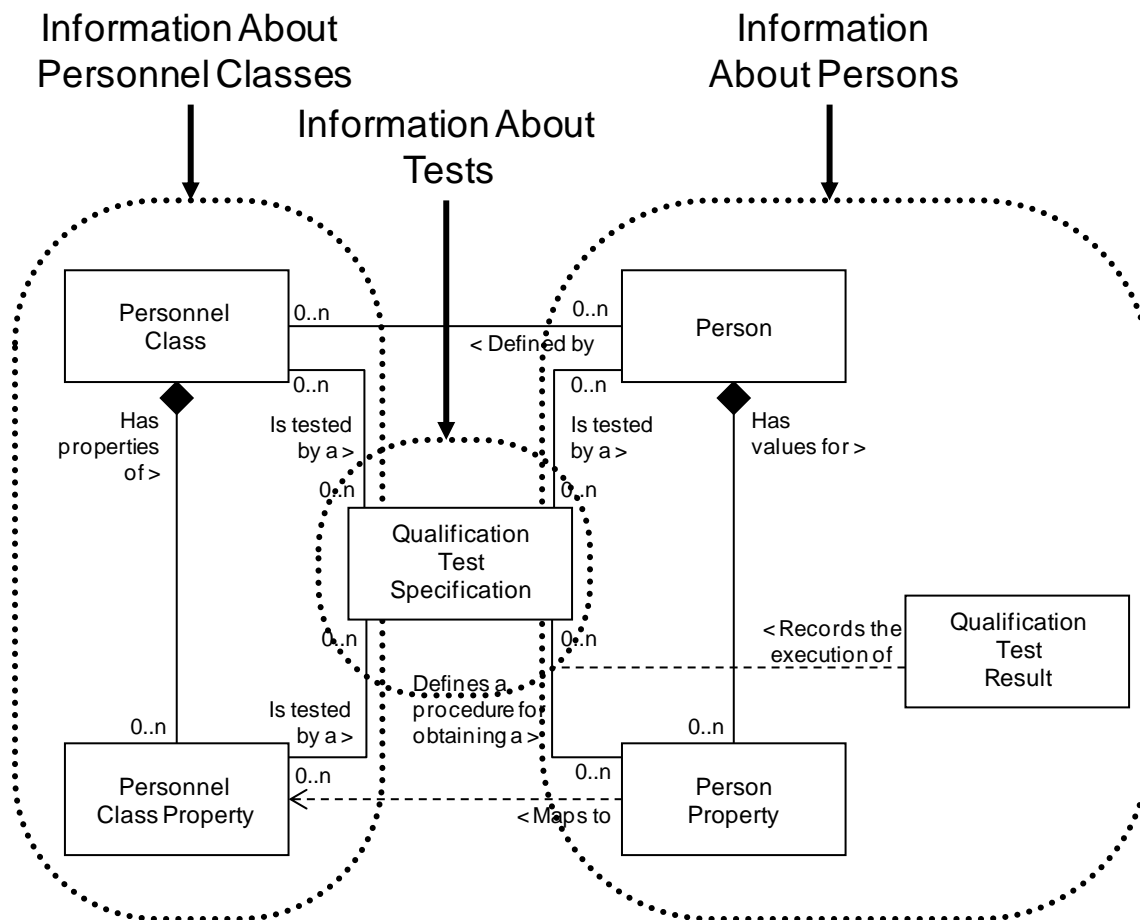 Information About
Personnel Classes
Information About
Tests
Information
About Persons
Personnel
Class
0..n
0..n
< Defined by
Person
0..n
0..n
Has
properties
of >
Is tested
by a >
Is tested
by a >
Has
values for >
0..n
0..n
Qualification
Test
Specification
0..n
0..n
< Records the
execution of
Qualification
Test
Result
Is tested
by a >
Defines a
procedure for
obtaining a >
0..n
0..n
Personnel
Class Property
0..n
0..n
< Maps to
Person
Property